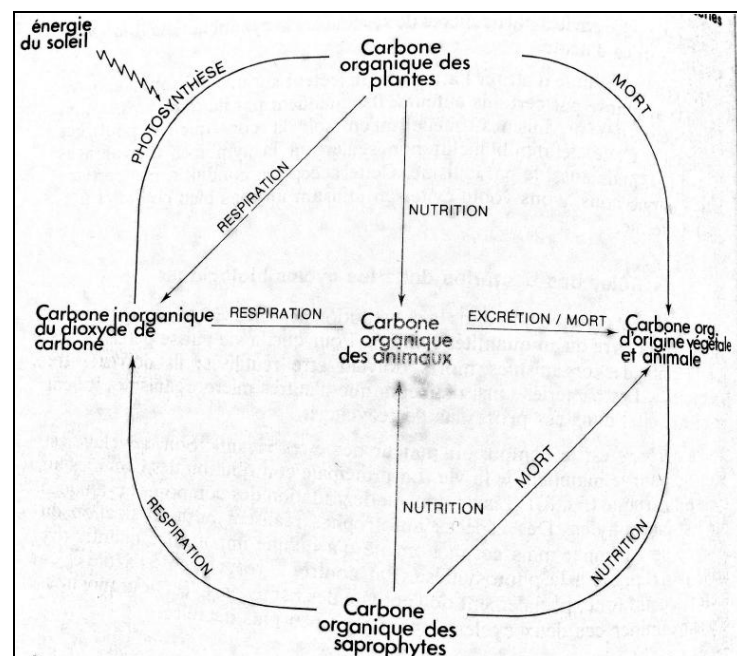 énergie
du soleil
Carbone
organique des
plantes
PHOTOSYNTHÈSE
MORT
RESPIRATION
NUTRITION
Carbone inorganique
du dioxyde de
carboné
RESPIRATION
Carbone
organique
des animaux
EXCRÉTION / MORT
Carbone org.
d'origine végétale
et animale
RESPIRATION
NUTRITION
MORT
NUTRITION
Carbone
organique des
saprophytes